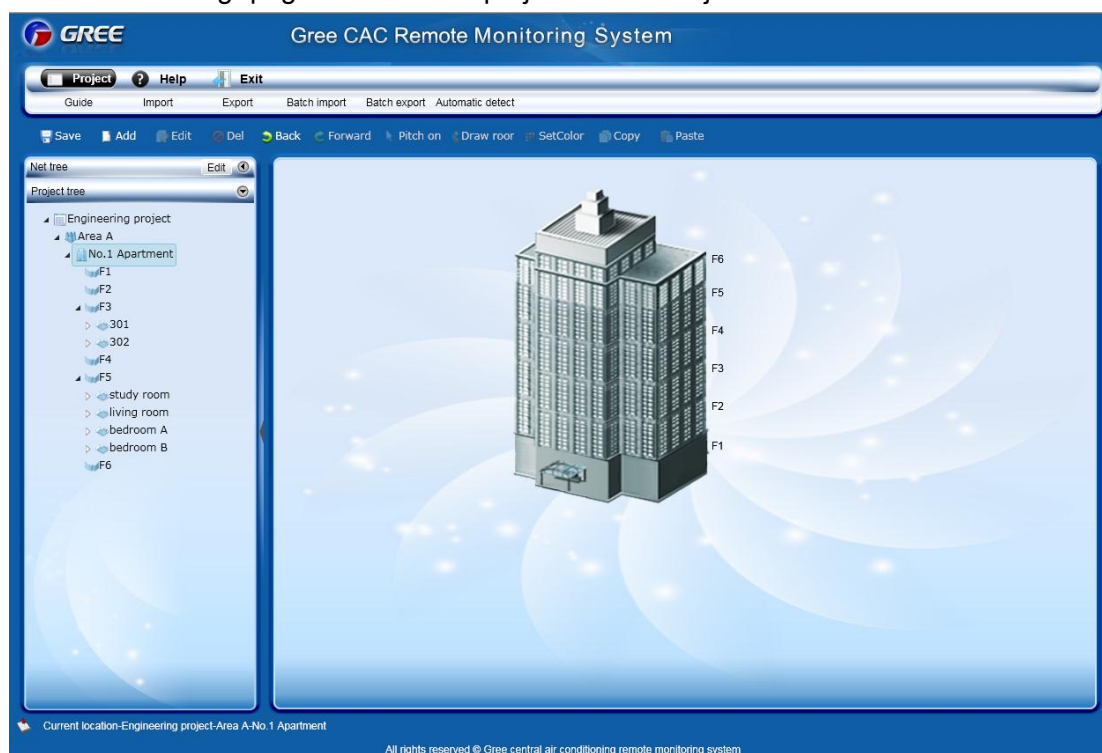 GREE Gree CAC Remote Monitoring System
Project Help Exit
Guide Import Export Batch import Batch export Automatic detect
Save Add Edit Del Back Forward Pitch on Draw roor SetColor Copy Paste
Net tree Edit
Project tree
Engineering project
Area A
No.1 Apartment
F1
F2
F3
301
302
F4
F5
study room
living room
bedroom A
bedroom B
F6
F6
F5
F4
F3
F2
F1
Current location-Engineering project-Area A-No.1 Apartment
All rights reserved © Gree central air conditioning remote monitoring system